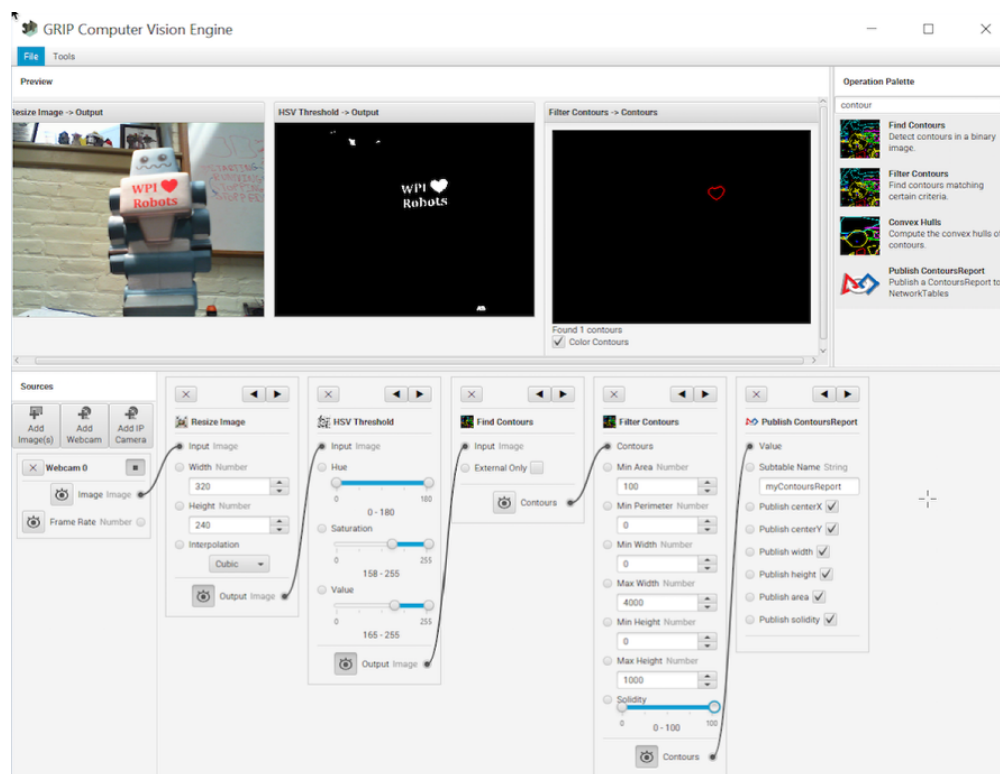 GRIP Computer Vision Engine
File Tools
Preview
Resize Image -> Output
HSV Threshold -> Output
Filter Contours -> Contours
WPI
Robots
WPI
Robots
Found 1 contours
Color Contours
Operation Palette
contour
Find Contours
Detect contours in a binary
image.
Filter Contours
Find contours matching
certain criteria.
Convex Hulls
Compute the convex hulls of
contours.
Publish ContoursReport
Publish a ContoursReport to
NetworkTables
Sources
Add
Image(s)
Add
Webcam
Add IP
Camera
Webcam 0
Image Image
Frame Rate Number
Resize Image
Input Image
Width Number
320
Height Number
240
Interpolation
Cubic
Output Image
HSV Threshold
Input Image
Hue
0 180
0 - 180
Saturation
0 255
158 - 255
Value
0 255
165 - 255
Output Image
Find Contours
Input Image
External Only
Contours
Filter Contours
Contours
Min Area Number
100
Min Perimeter Number
0
Min Width Number
0
Max Width Number
4000
Min Height Number
0
Max Height Number
1000
Solidity
0 100
0 - 100
Contours
Publish ContoursReport
Value
Subtable Name String
myContoursReport
Publish centerX
Publish centerY
Publish width
Publish height
Publish area
Publish solidity